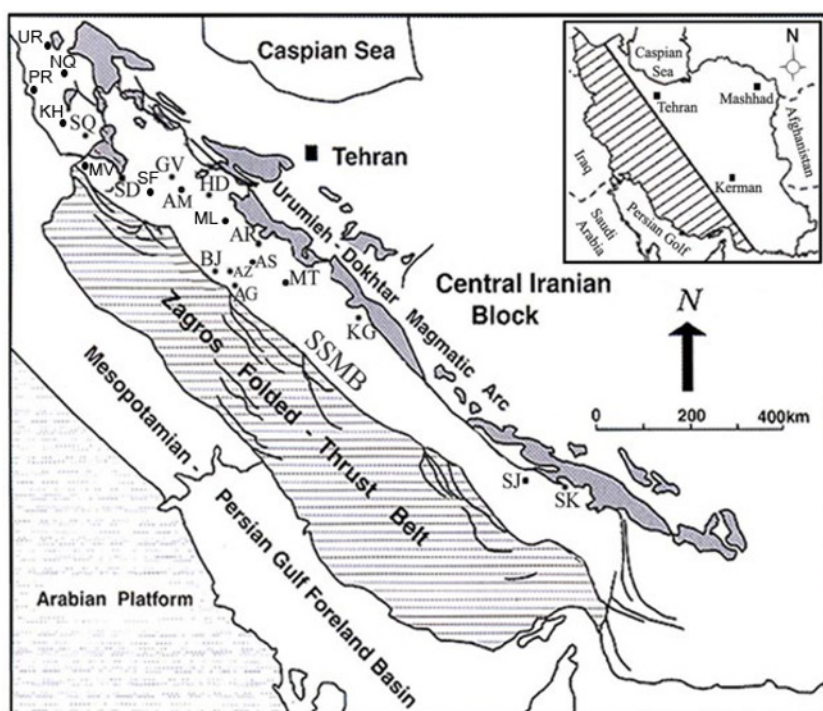 Caspian Sea
UR
NQ
PR
KH
SQ
MV
SD
SF
GV
AM
HD
ML
AR
BJ
AZ
AS
AG
MT
KG
SJ
SK
Tehran
Urumieh - Dokhtar Magmatic Arc
Central Iranian
Block
SSMB
Zagros Folded - Thrust Belt
Mesopotamian - Persian Gulf Foreland Basin
Arabian Platform
N
0 200 400km
N
Caspian
Sea
Tehran
Mashhad
Afghanistan
Iraq
Kerman
Saudi
Arabia
Persian Golf